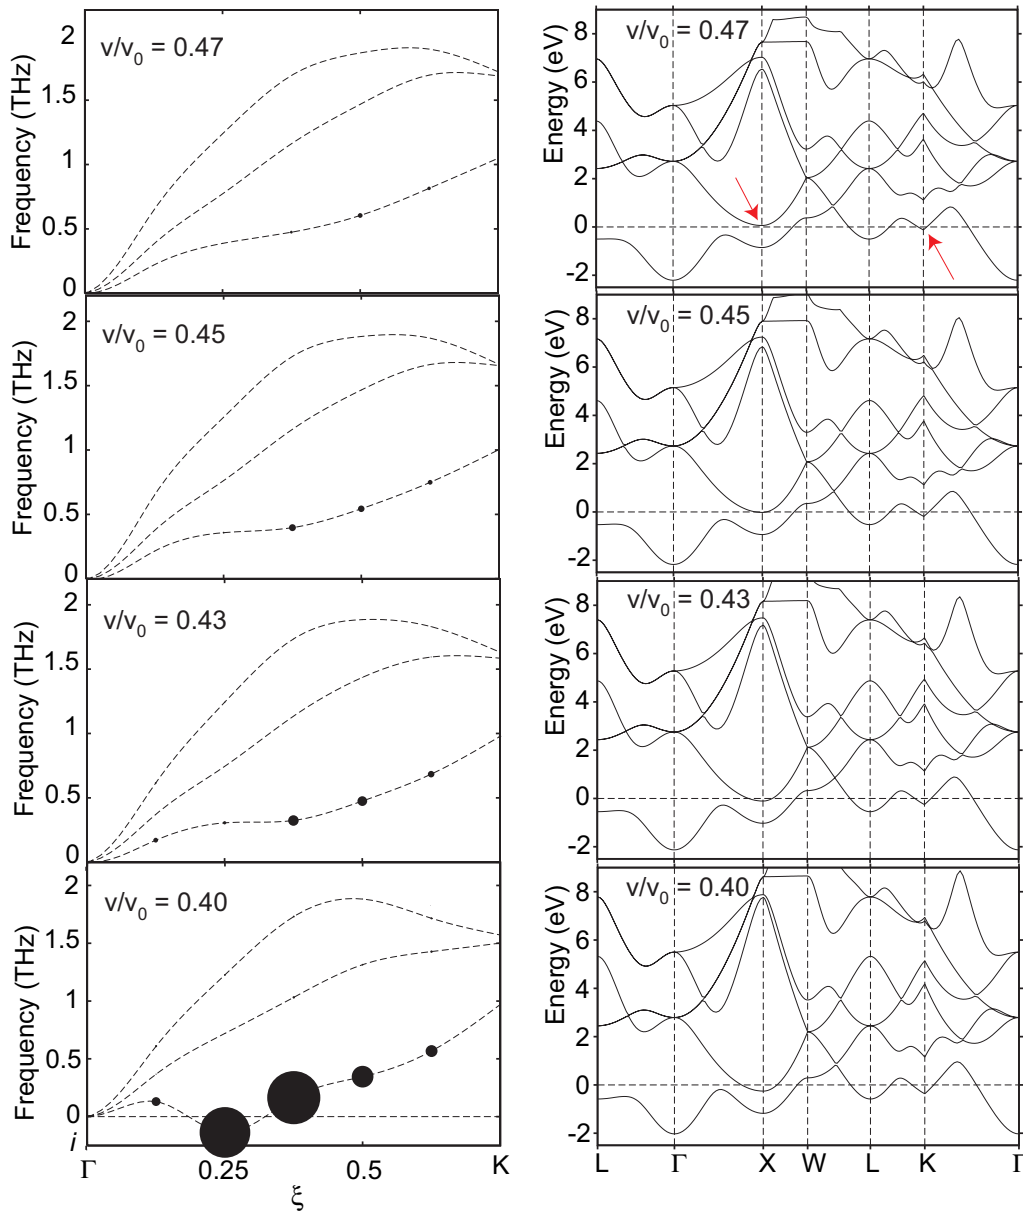 v/v0 = 0.47
Frequency (THz)
2
1.5
1
0.5
0
v/v0 = 0.47
Energy (eV)
8
6
4
2
0
-2
v/v0 = 0.45
Frequency (THz)
2
1.5
1
0.5
0
v/v0 = 0.45
Energy (eV)
8
6
4
2
0
-2
v/v0 = 0.43
Frequency (THz)
2
1.5
1
0.5
0
v/v0 = 0.43
Energy (eV)
8
6
4
2
0
-2
v/v0 = 0.40
Frequency (THz)
2
1.5
1
0.5
0
i
Γ 0.25 0.5 K
ξ
v/v0 = 0.40
Energy (eV)
8
6
4
2
0
-2
L Γ X W L K Γ